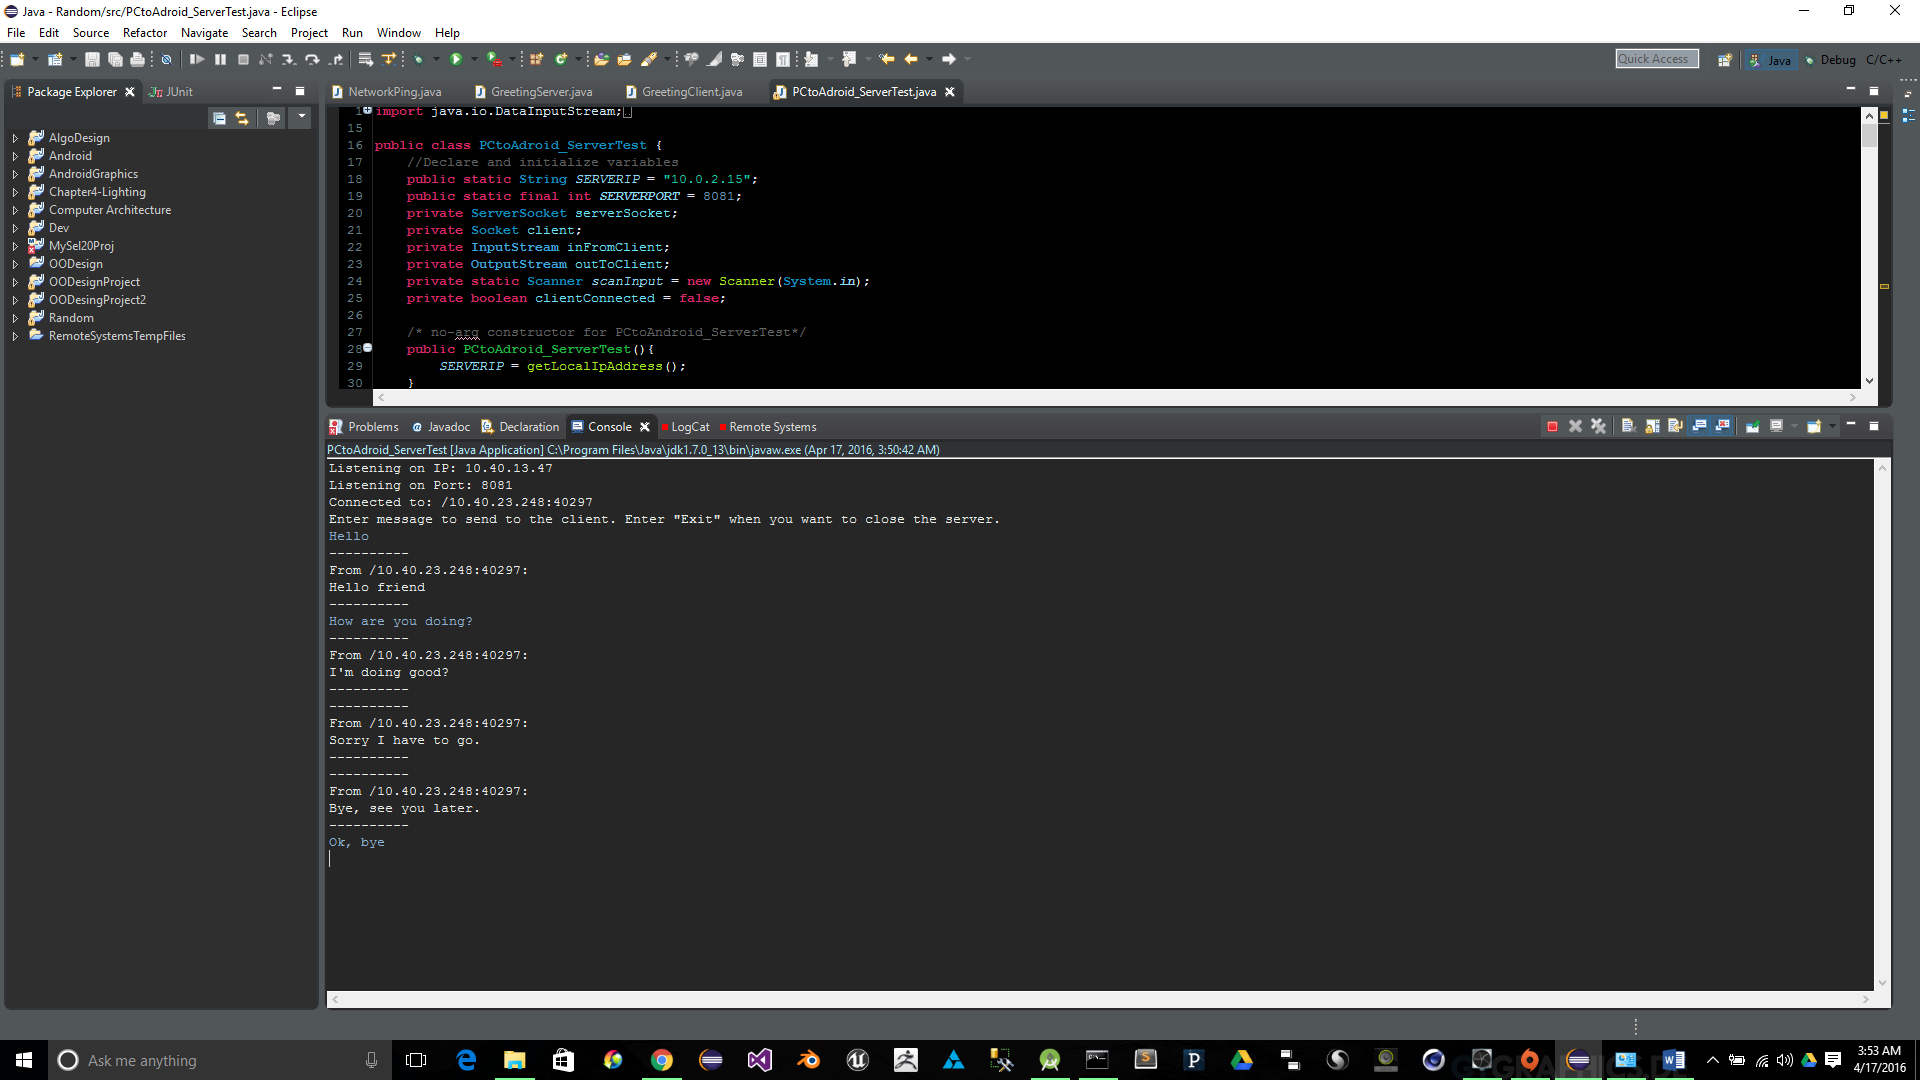 Java - Random/src/PCtoAdroid_ServerTest.java - Eclipse
File Edit Source Refactor Navigate Search Project Run Window Help
Quick Access Java Debug C/C++
Package Explorer JUnit
AlgoDesign
Android
AndroidGraphics
Chapter4-Lighting
Computer Architecture
Dev
MySel20Proj
OODesign
OODesignProject
OODesingProject2
Random
RemoteSystemsTempFiles
NetworkPing.java GreetingServer.java GreetingClient.java PCtoAdroid_ServerTest.java
1 import java.io.DataInputStream;
15
16 public class PCtoAdroid_ServerTest {
17 //Declare and initialize variables
18 public static String SERVERIP = "10.0.2.15";
19 public static final int SERVERPORT = 8081;
20 private ServerSocket serverSocket;
21 private Socket client;
22 private InputStream inFromClient;
23 private OutputStream outToClient;
24 private static Scanner scanInput = new Scanner(System.in);
25 private boolean clientConnected = false;
26
27 /* no-arg constructor for PCtoAndroid_ServerTest*/
28 public PCtoAdroid_ServerTest(){
29 SERVERIP = getLocalIpAddress();
30 }
Problems Javadoc Declaration Console LogCat Remote Systems
PCtoAdroid_ServerTest [Java Application] C:\Program Files\Java\jdk1.7.0_13\bin\javaw.exe (Apr 17, 2016, 3:50:42 AM)
Listening on IP: 10.40.13.47
Listening on Port: 8081
Connected to: /10.40.23.248:40297
Enter message to send to the client. Enter "Exit" when you want to close the server.
Hello
----------
From /10.40.23.248:40297:
Hello friend
----------
How are you doing?
----------
From /10.40.23.248:40297:
I'm doing good?
----------
----------
From /10.40.23.248:40297:
Sorry I have to go.
----------
----------
From /10.40.23.248:40297:
Bye, see you later.
----------
Ok, bye
Ask me anything
3:53 AM
4/17/2016